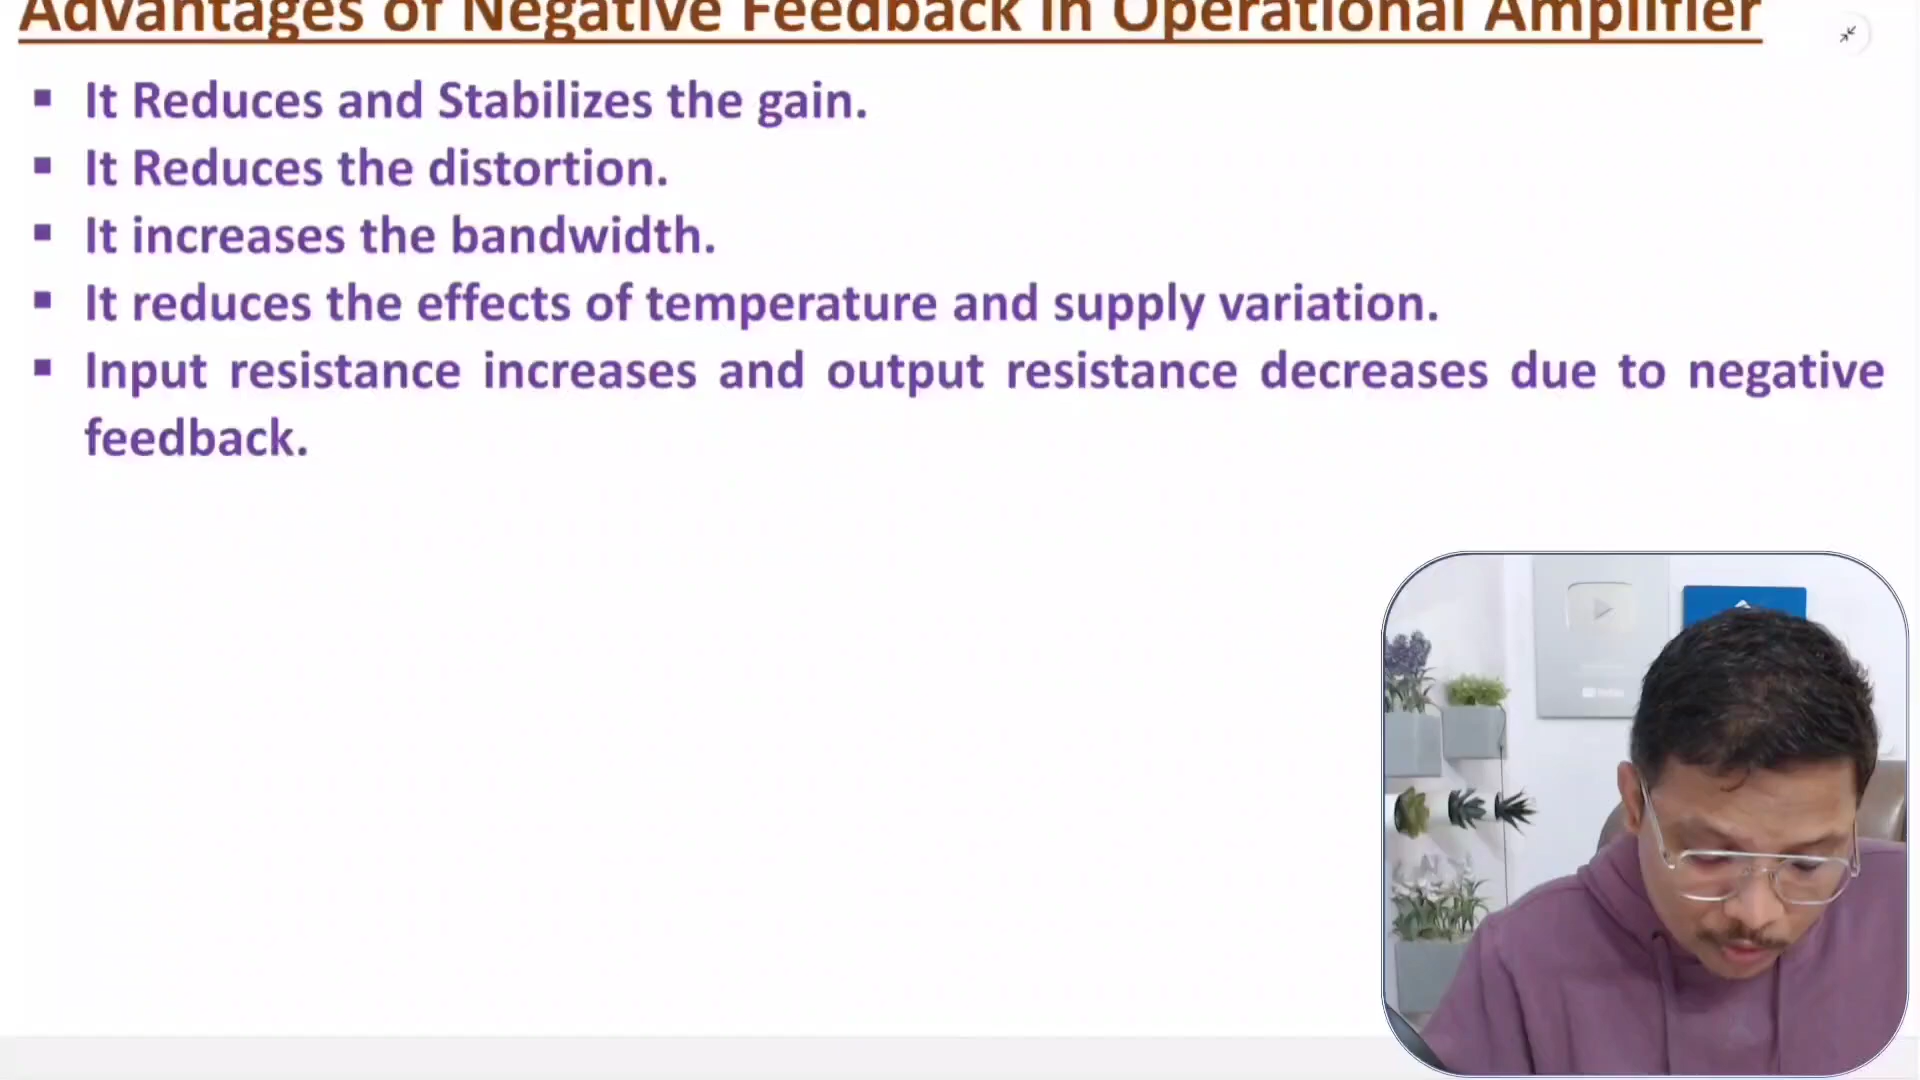 Advantages of Negative Feedback in Operational Amplifier
▪ It Reduces and Stabilizes the gain.
▪ It Reduces the distortion.
▪ It increases the bandwidth.
▪ It reduces the effects of temperature and supply variation.
▪ Input resistance increases and output resistance decreases due to negative
feedback.